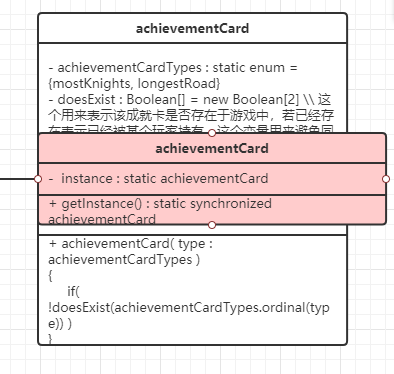 achievementCard
- achievementCardTypes : static enum =
{mostKnights, longestRoad}
- doesExist : Boolean[] = new Boolean[2] \\ 这
个用来表示该成就卡是否存在于游戏中，若已经存
achievementCard
- instance : static achievementCard
+ getInstance() : static synchronized
achievementCard
+ achievementCard( type :
achievementCardTypes )
{
if(
!doesExist(achievementCardTypes.ordinal(typ
e)) )
}